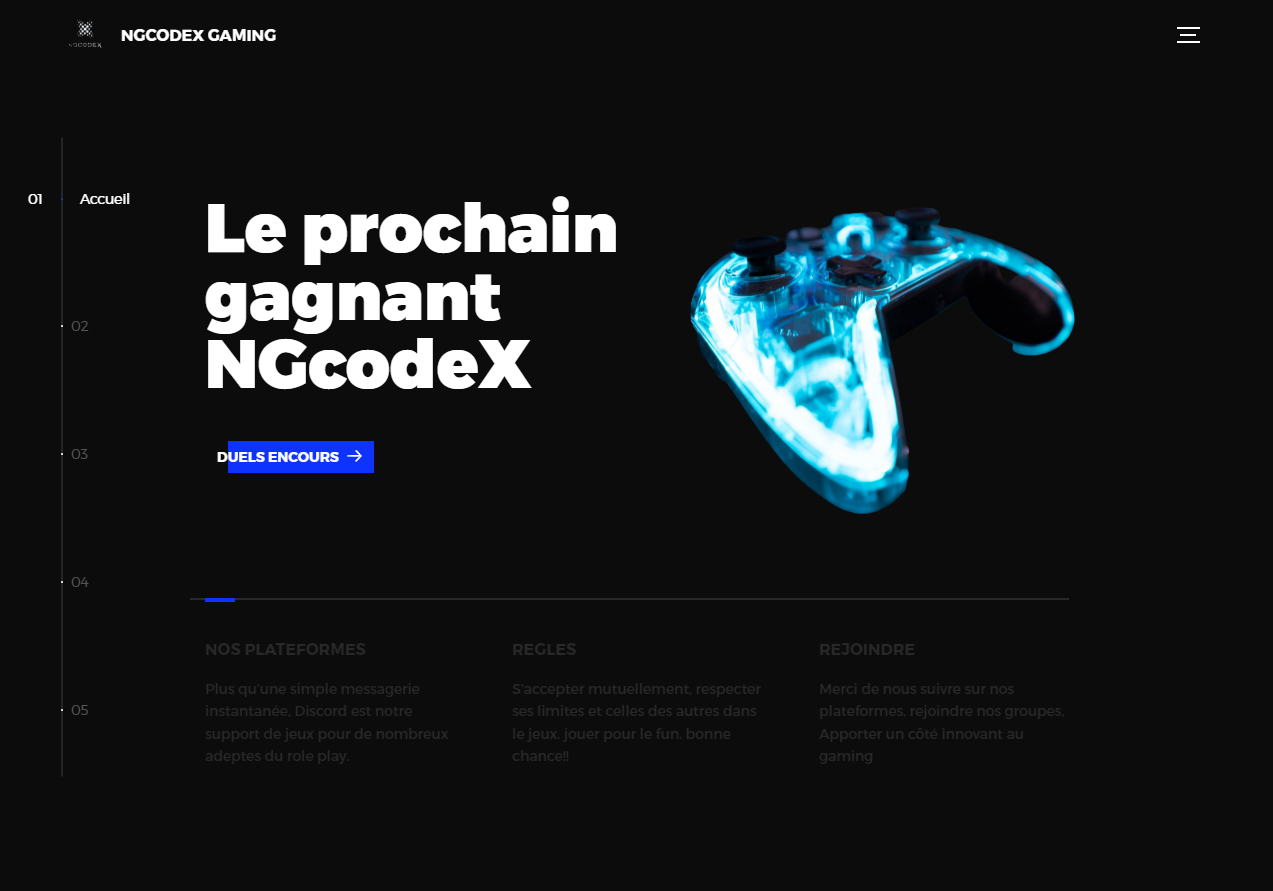 NGCODEX
NGCODEX GAMING
01 Accueil
Le prochain
gagnant
NGcodeX
02
03
DUELS ENCOURS
04
05
NOS PLATEFORMES
Plus qu'une simple messagerie
instantanée, Discord est notre
support de jeux pour de nombreux
adeptes du role play.
REGLES
S'accepter mutuellement, respecter
ses limites et celles des autres dans
le jeux. jouer pour le fun. bonne
chance!!
REJOINDRE
Merci de nous suivre sur nos
plateformes, rejoindre nos groupes,
Apporter un côté innovant au
gaming